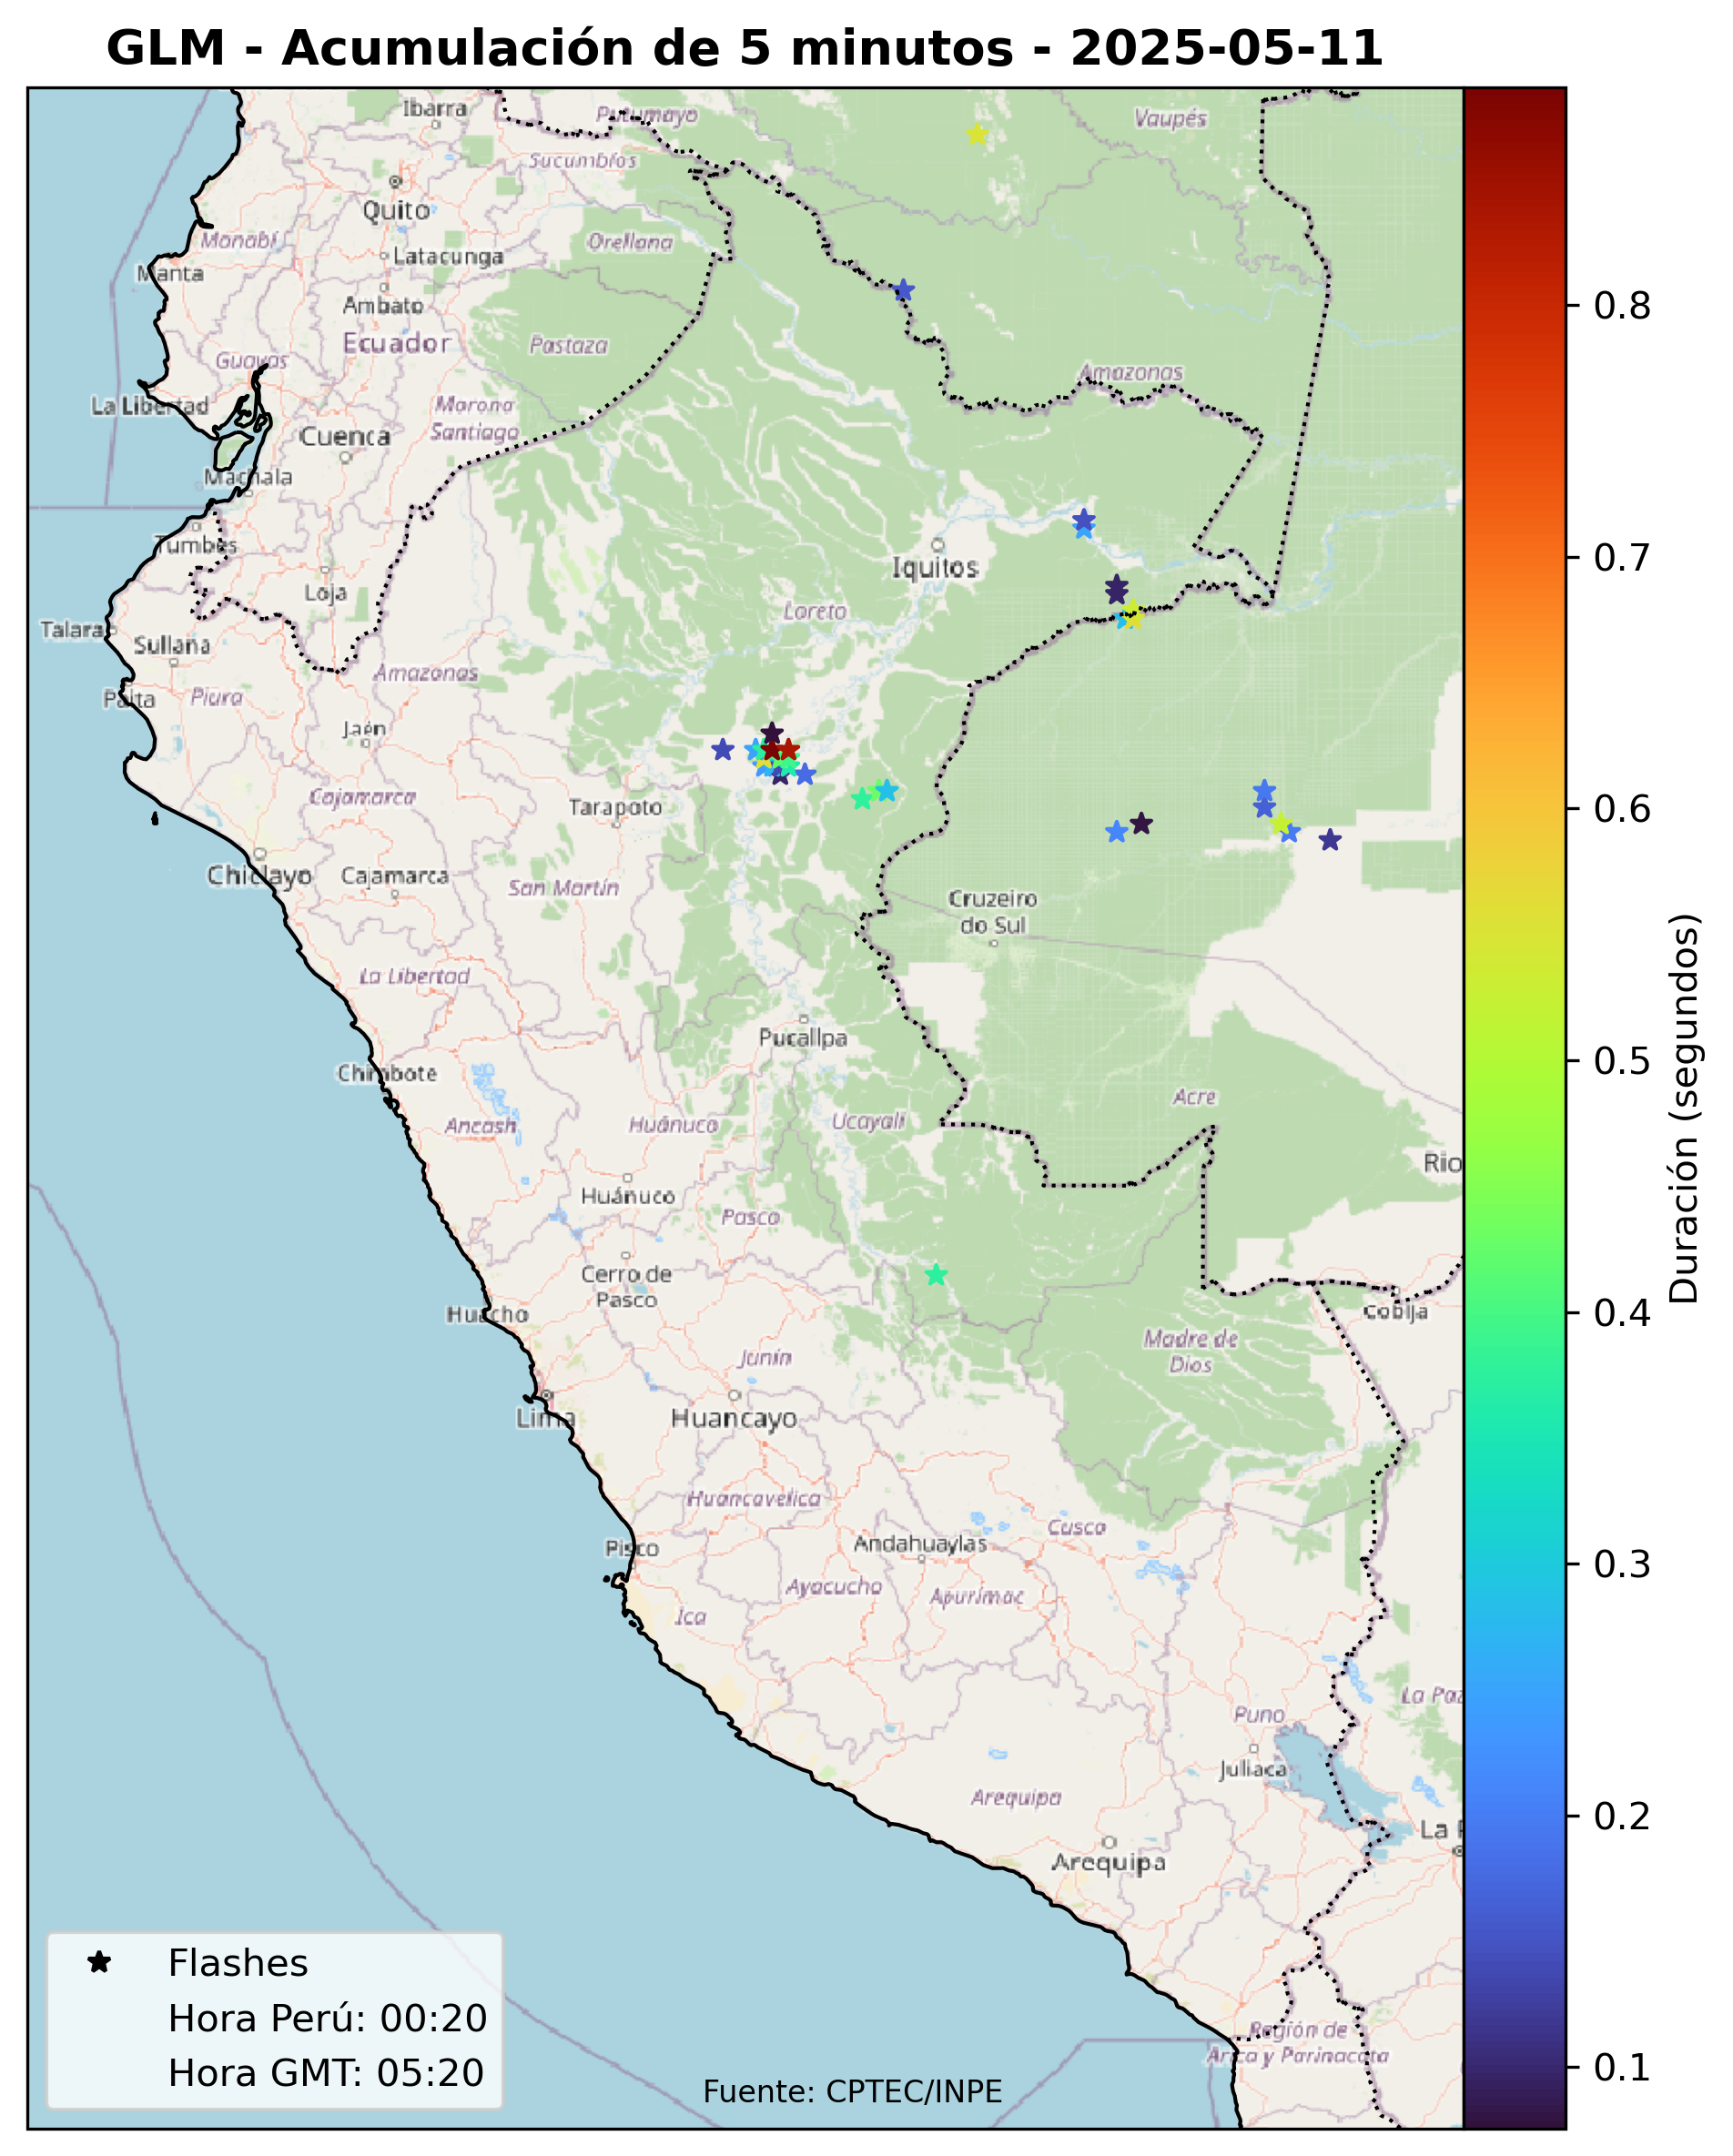 GLM - Acumulación de 5 minutos - 2025-05-11
Ibarra
Putumayo
Vaupés
Sucumbíos
Quito
Manabí
Orellana
Latacunga
Manta
Ambato
Ecuador
Pastaza
Guayas
Amazonas
La Libertad
Morona
Santiago
Cuenca
Machala
Tumbes
Iquitos
Loja
Loreto
Talara
Sullana
Amazonas
Paita
Piura
Jaén
Cajamarca
Tarapoto
Chiclayo
Cajamarca
San Martín
Cruzeiro
do Sul
La Libertad
Pucallpa
Chimbote
Acre
Ancash
Huánuco
Ucayali
Rio
Huánuco
Pasco
Cerro de
Pasco
Huacho
Cobija
Madre de
Dios
Junín
Lima
Huancayo
Huancavelica
Cusco
Pisco
Andahuaylas
Ayacucho
Apurímac
Ica
La Paz
Puno
Juliaca
Arequipa
La P
Arequipa
Región de
Arica y Parinacota
Flashes
Hora Perú: 00:20
Hora GMT: 05:20
Fuente: CPTEC/INPE
0.8
0.7
0.6
0.5
0.4
0.3
0.2
0.1
Duración (segundos)